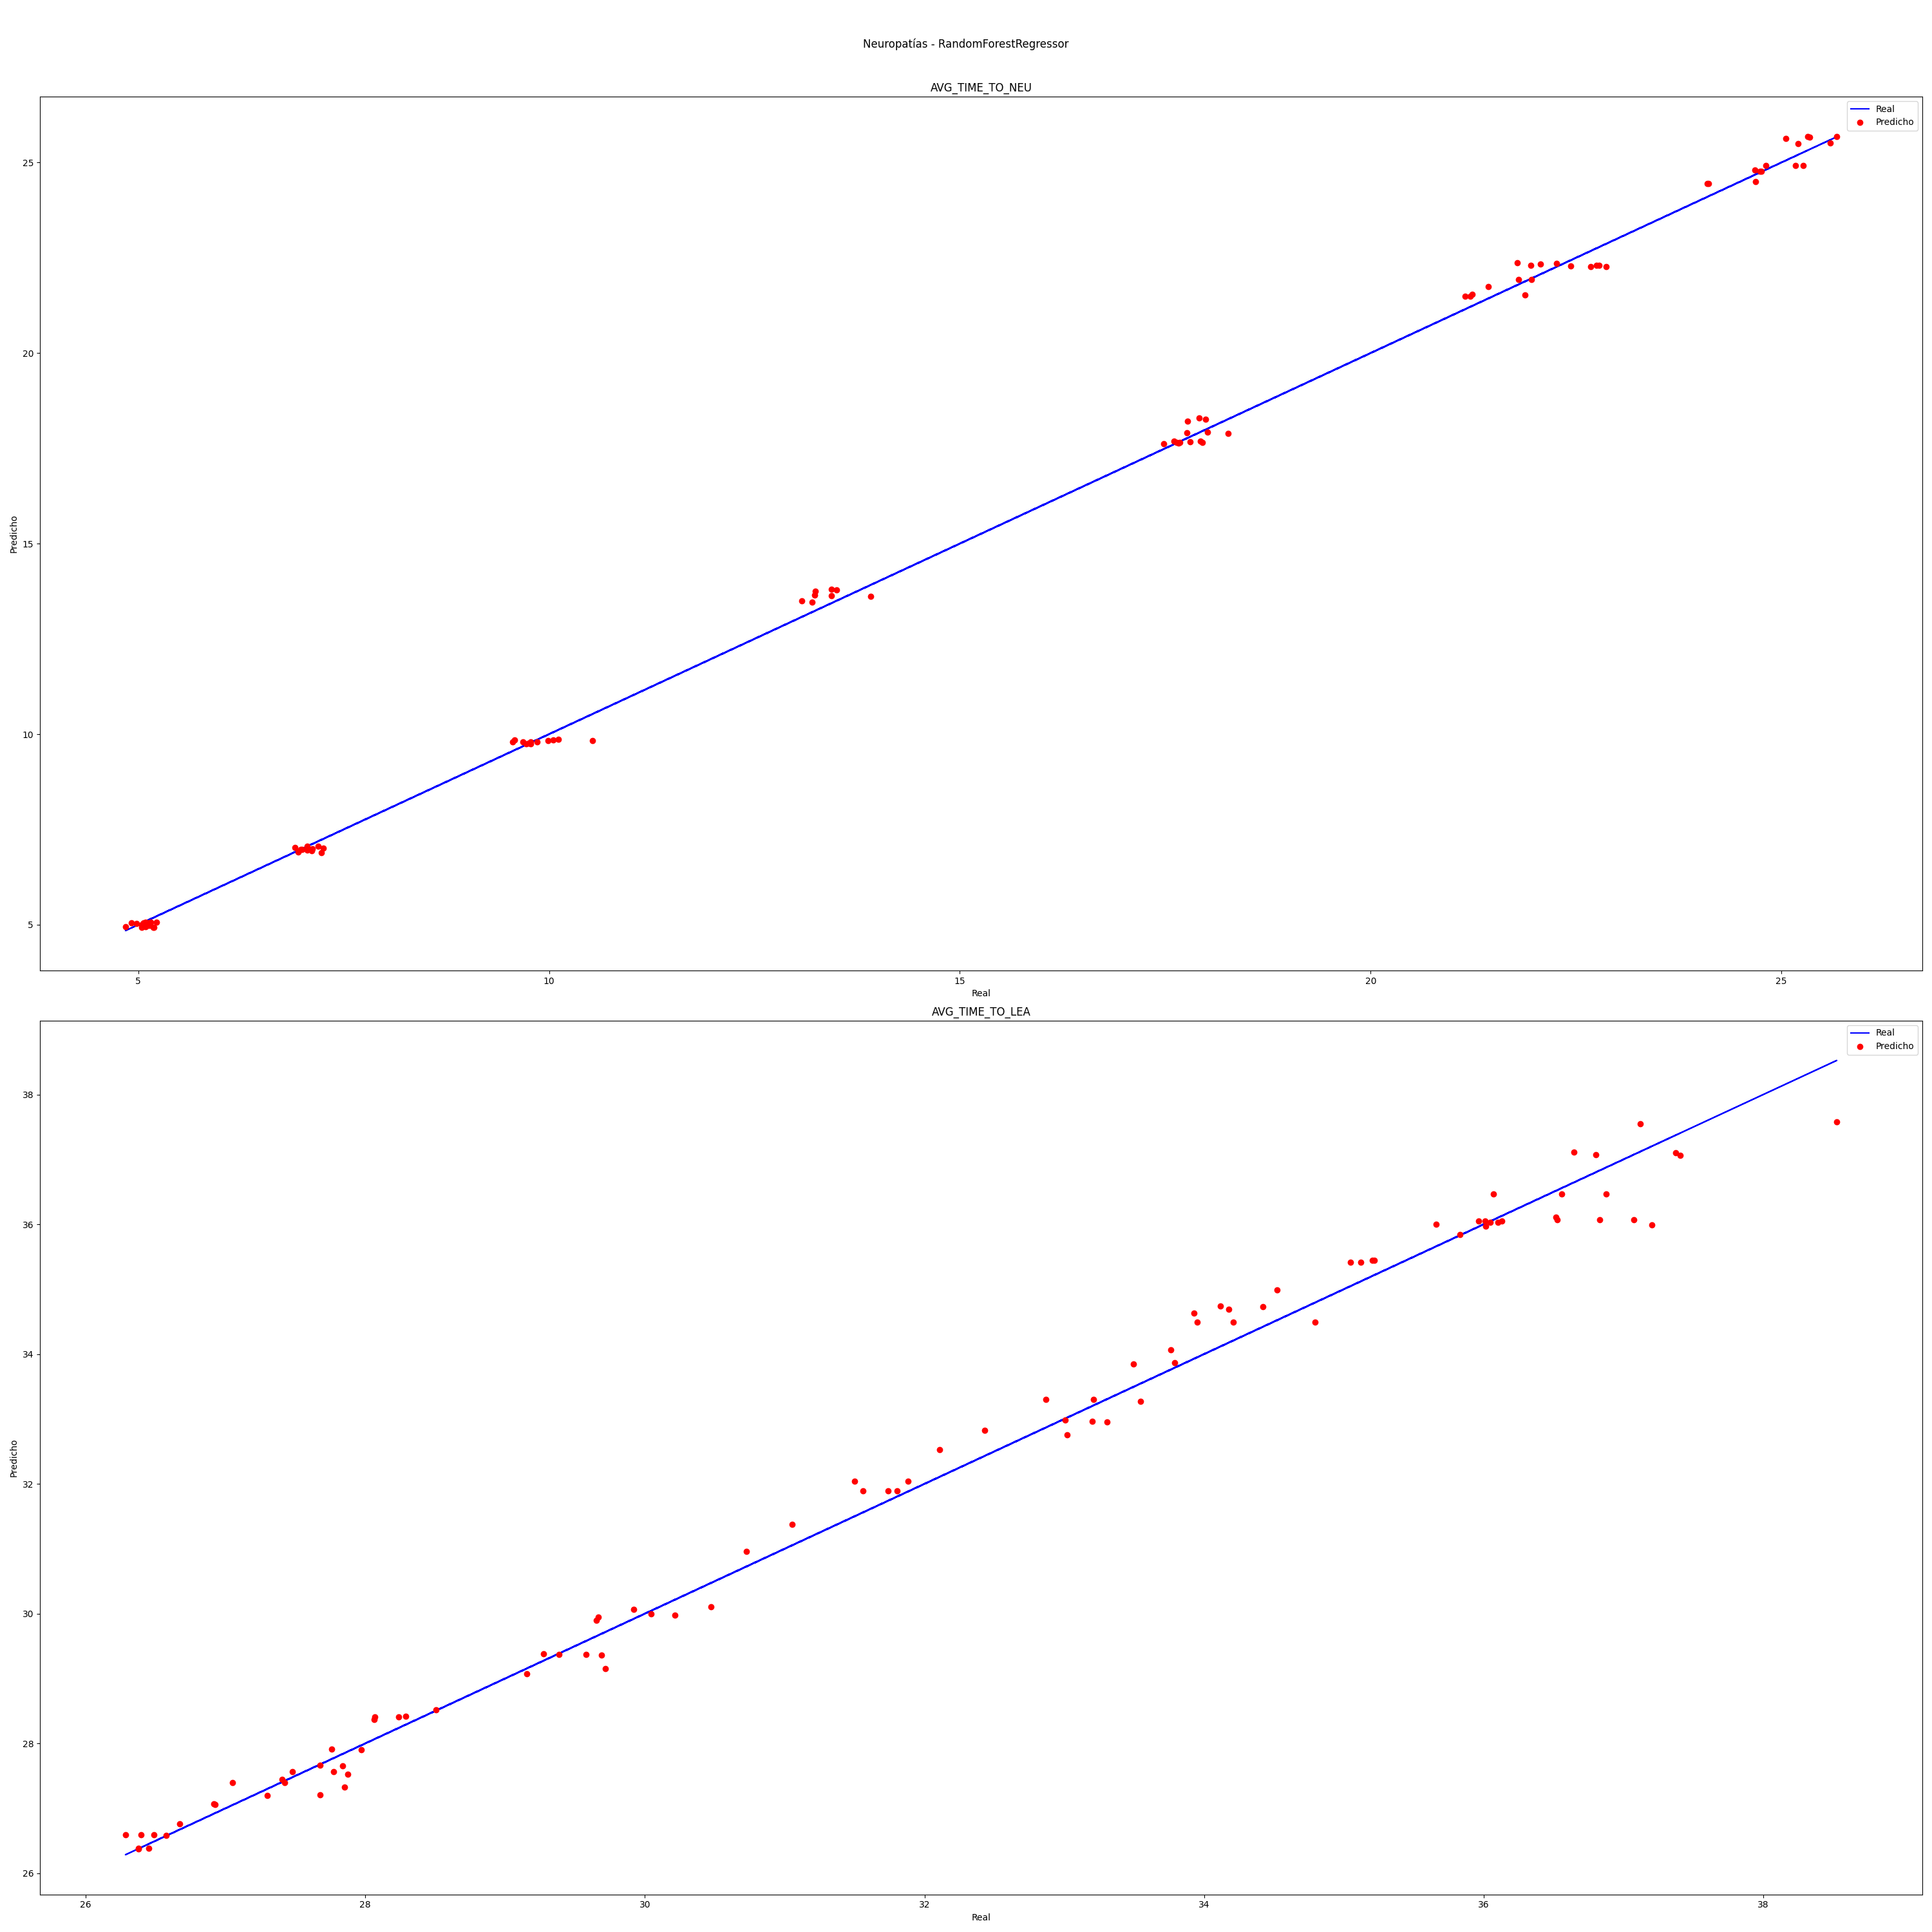 Neuropatías - RandomForestRegressor
AVG_TIME_TO_NEU
Real
Predicho
25
20
15
10
5
Predicho
5 10 15 20 25
Real
AVG_TIME_TO_LEA
Real
Predicho
38
36
34
32
30
28
26
Predicho
26 28 30 32 34 36 38
Real